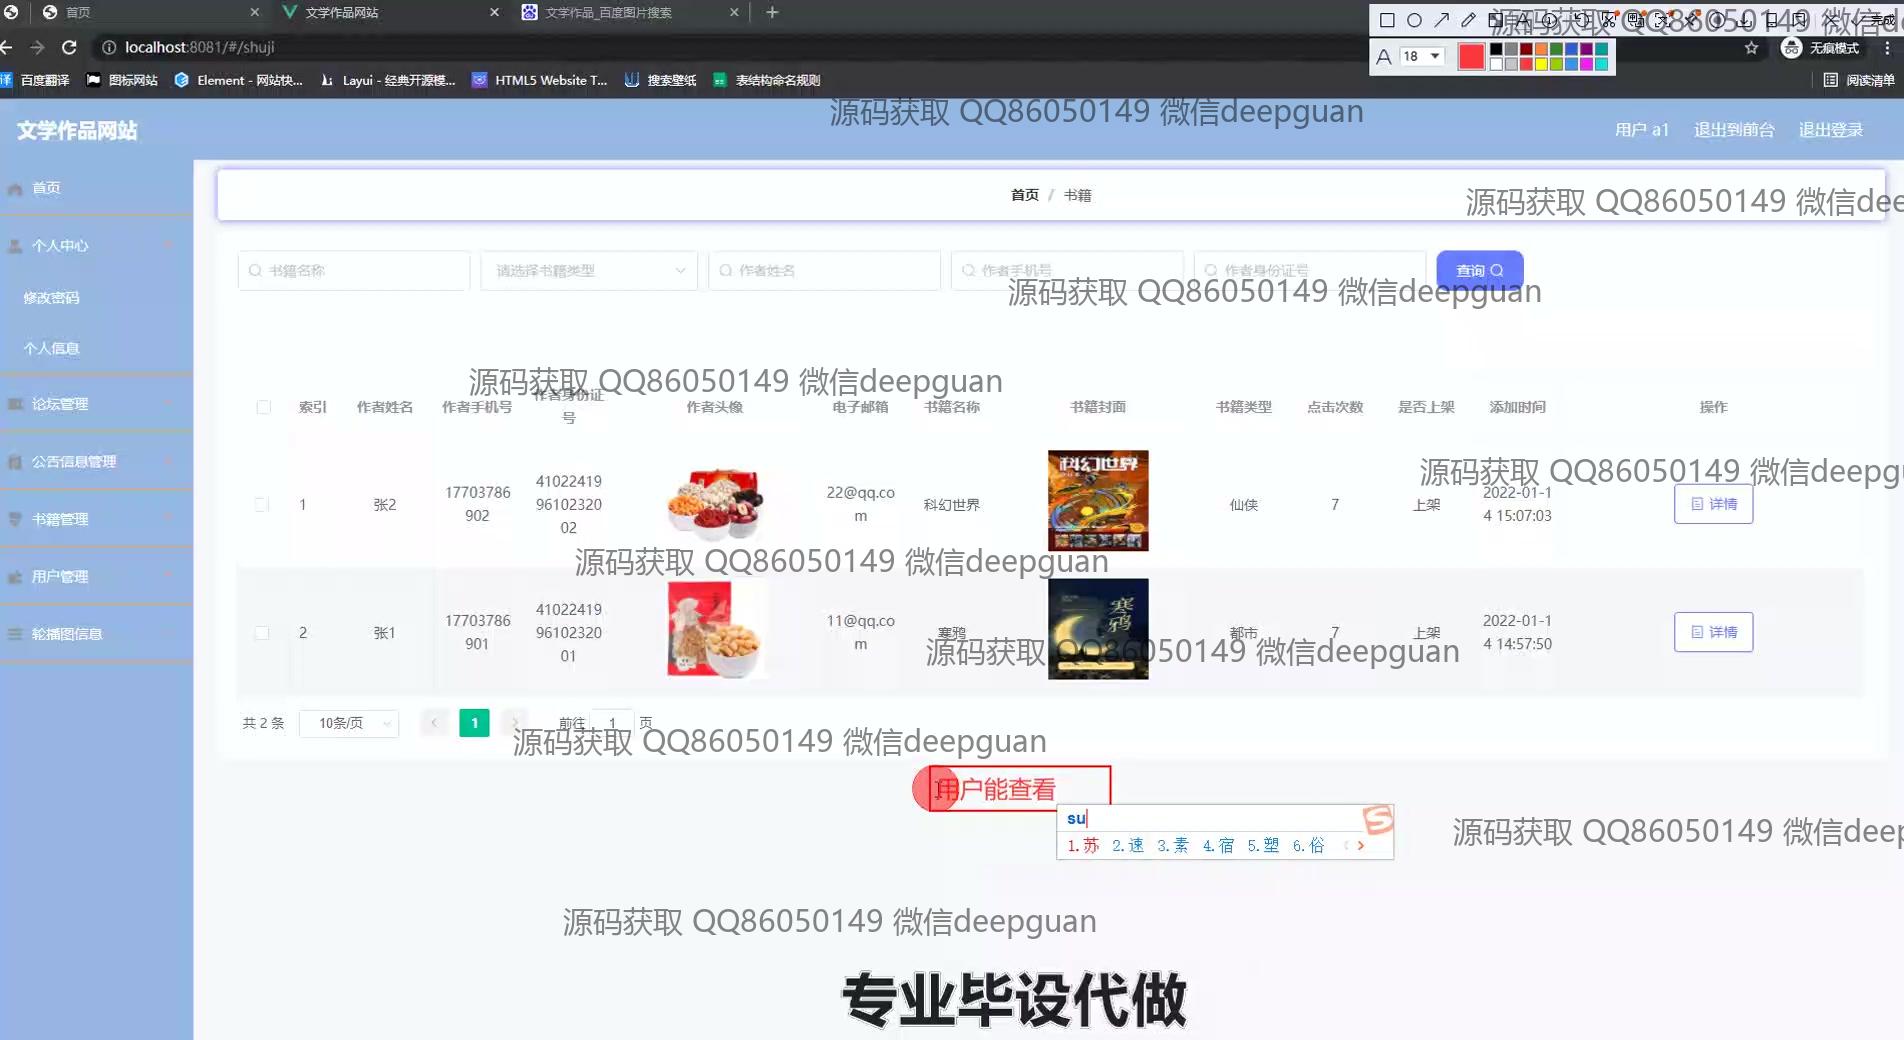 首页
文学作品网站
文学作品_百度图片搜索
localhost:8081/#/shuji
无痕模式
完成
A 18
百度翻译
图标网站
Element - 网站快...
Layui - 经典开源模...
HTML5 Website T...
搜索壁纸
表结构命名规则
阅读清单
源码获取 QQ86050149 微信dee
文学作品网站
源码获取 QQ86050149 微信deepguan
用户 a1
退出到前台
退出登录
首页
个人中心
修改密码
个人信息
论坛管理
公告信息管理
书籍管理
用户管理
轮播图信息
首页 / 书籍
源码获取 QQ86050149 微信dee
书籍名称
请选择书籍类型
作者姓名
作者手机号
作者身份证号
查询
源码获取 QQ86050149 微信deepguan
源码获取 QQ86050149 微信deepguan
索引 作者姓名 作者手机号 作者身份证号 作者头像 电子邮箱 书籍名称 书籍封面 书籍类型 点击次数 是否上架 添加时间 操作
源码获取 QQ86050149 微信deepgu
科幻世界
1 张2 17703786902 410224199610232002 22@qq.com 科幻世界 仙侠 7 上架 2022-01-14 15:07:03 详情
源码获取 QQ86050149 微信deepguan
寒鸦
2 张1 17703786901 410224199610232001 11@qq.com 寒鸦 都市 7 上架 2022-01-14 14:57:50 详情
源码获取 QQ86050149 微信deepguan
共 2 条 10条/页 1 前往 1 页
源码获取 QQ86050149 微信deepguan
用户能查看
su
1.苏 2.速 3.素 4.宿 5.塑 6.俗
源码获取 QQ86050149 微信deep
源码获取 QQ86050149 微信deepguan
专业毕设代做